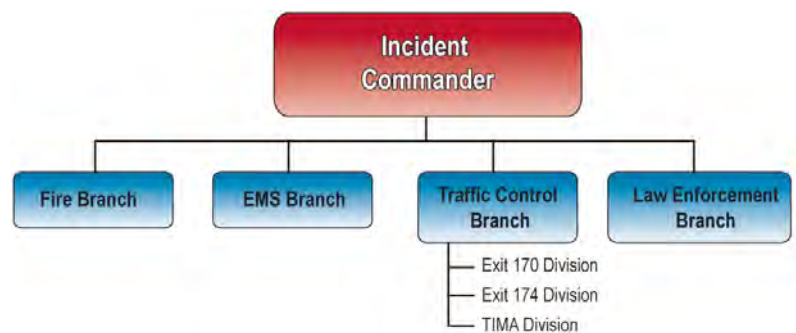 Incident
Commander
Fire Branch
EMS Branch
Traffic Control
Branch
Law Enforcement
Branch
Exit 170 Division
Exit 174 Division
TIMA Division